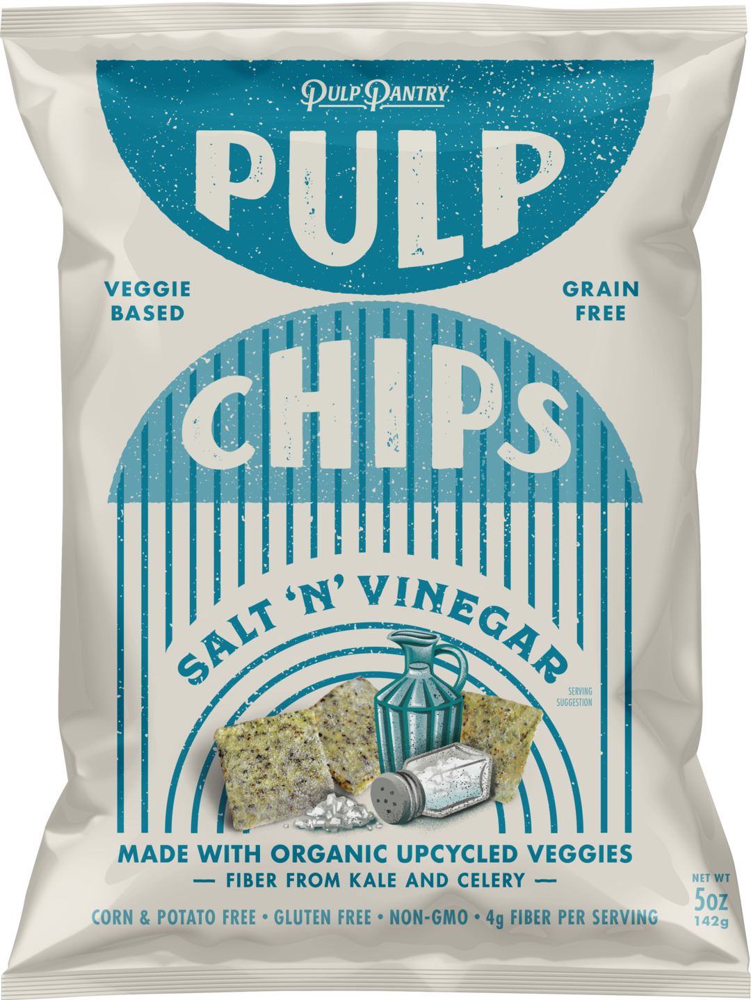 PULP PANTRY
PULP
VEGGIE
BASED
GRAIN
FREE
CHIPS
SALT 'N' VINEGAR
SERVING
SUGGESTION
MADE WITH ORGANIC UPCYCLED VEGGIES
— FIBER FROM KALE AND CELERY —
CORN & POTATO FREE • GLUTEN FREE • NON-GMO • 4g FIBER PER SERVING
NET WT
5oz
142g